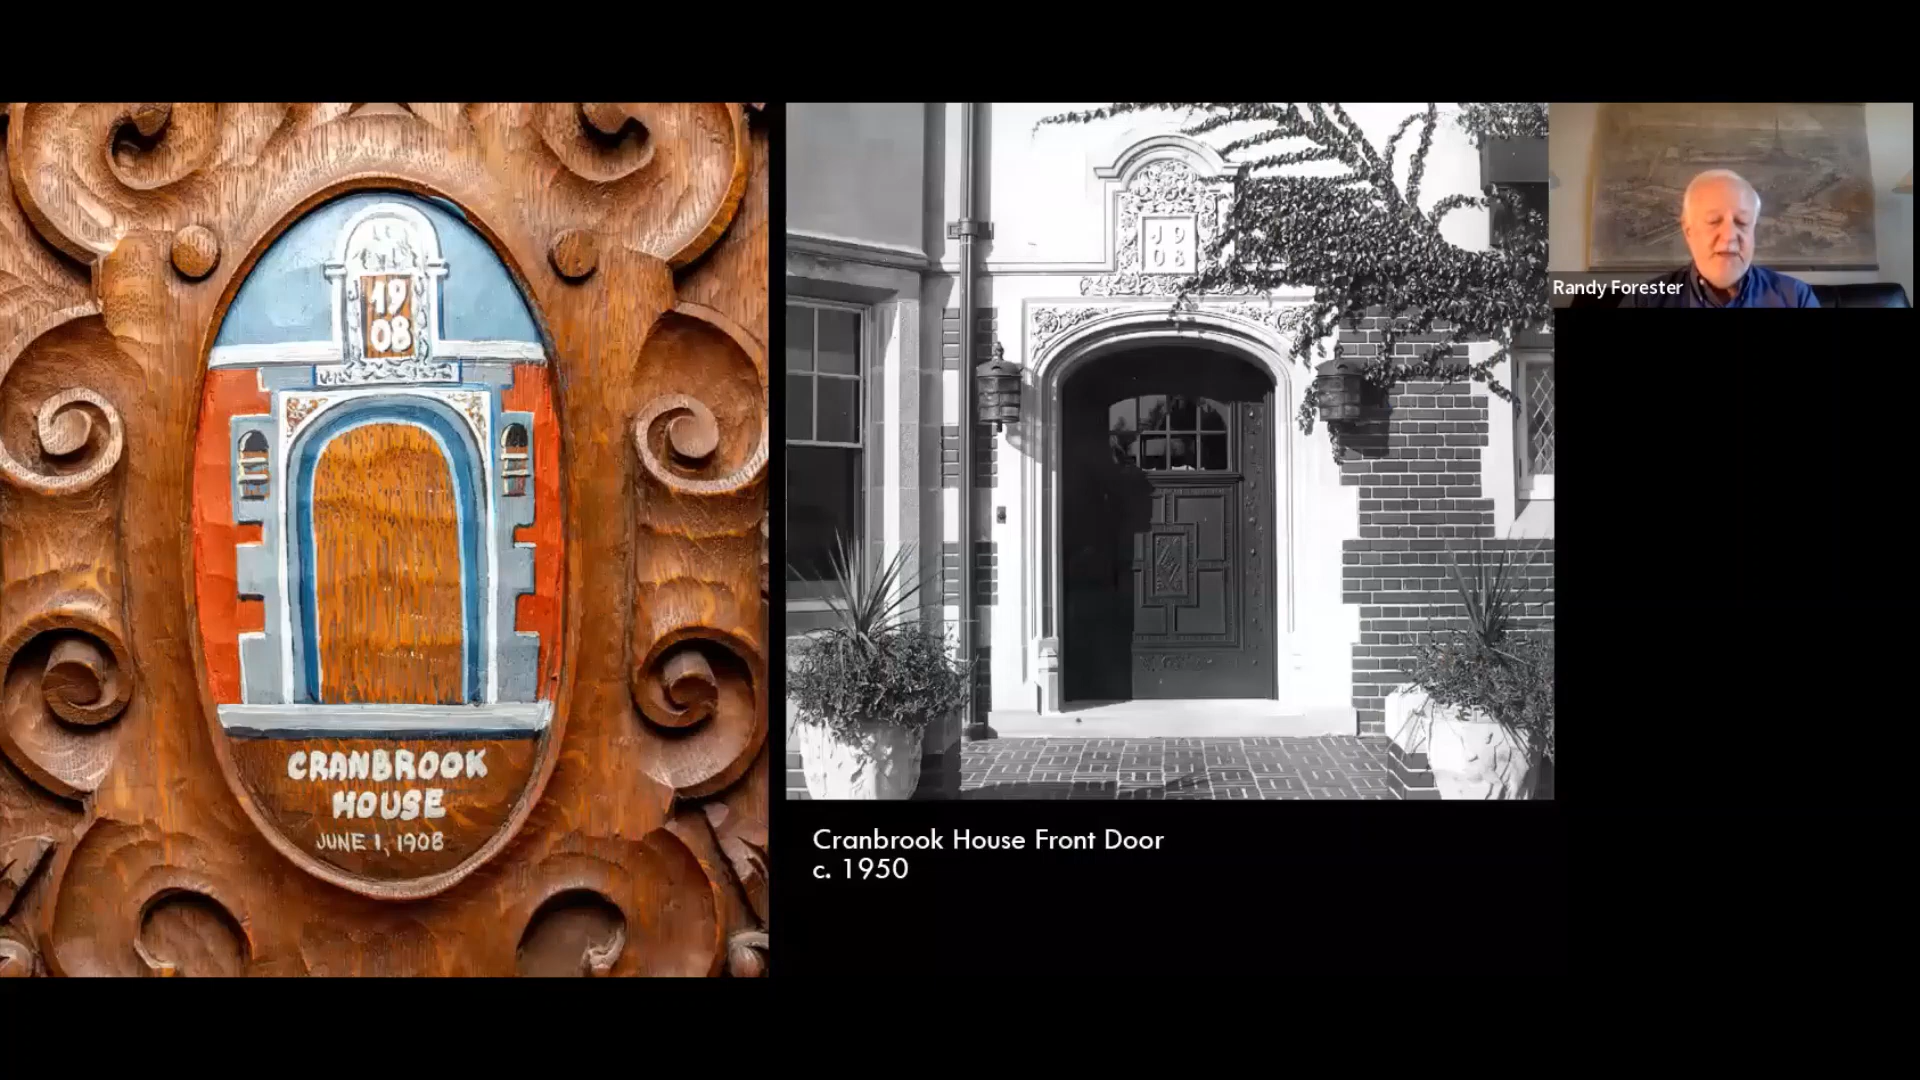 19
08
CRANBROOK
HOUSE
JUNE 1, 1908
19
08
Cranbrook House Front Door
c. 1950
Randy Forester